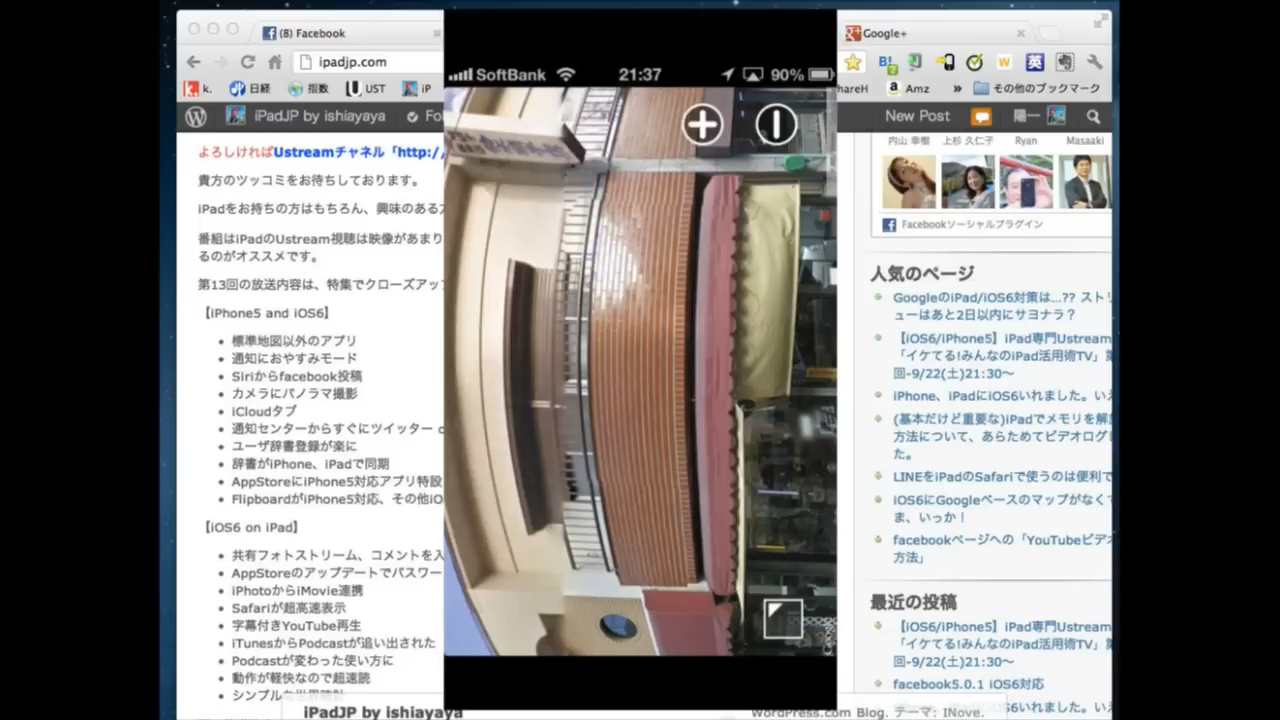 (8) Facebook
ipadjp.com
k.
日経
指数
UST
iP
iPadJP by ishiayaya
Fo
よろしければUstreamチャネル「http:/
貴方のツッコミをお待ちしております。
iPadをお持ちの方はもちろん、興味のある
番組はiPadのUstream視聴は映像があまり
るのがオススメです。
第13回の放送内容は、特集でクローズアッ
【iPhone5 and iOS6】
標準地図以外のアプリ
通知におやすみモード
Siriからfacebook投稿
カメラにパノラマ撮影
iCloudタブ
通知センターからすぐにツイッター
ユーザ辞書登録が楽に
辞書がiPhone、iPadで同期
AppStoreにiPhone5対応アプリ特設
FlipboardがiPhone5対応、その他iO
【iOS6 on iPad】
共有フォトストリーム、コメントを入
AppStoreのアップデートでパスワー
iPhotoからiMovie連携
Safariが超高速表示
字幕付きYouTube再生
iTunesからPodcastが追い出された
Podcastが変わった使い方に
動作が軽快なので超速読
シンプルな世界時計
iPadJP by ishiayaya
SoftBank
21:37
90%
Google+
B!
2
W
英
hareH
a Amz
»
その他のブックマーク
New Post
陽一
内山 幸樹
上杉 久仁子
Ryan
Masaaki
Facebookソーシャルプラグイン
人気のページ
GoogleのiPad/iOS6対策は...?? ストリ
ューはあと2日以内にサヨナラ？
【iOS6/iPhone5】iPad専門Ustream
「イケてる!みんなのiPad活用術TV」第
回-9/22(土)21:30～
iPhone、iPadにiOS6いれました。いえ
(基本だけど重要な)iPadでメモリを解
方法について、あらためてビデオログ
た。
LINEをiPadのSafariで使うのは便利で
iOS6にGoogleベースのマップがなくて
ま、いっか！
facebookページへの「YouTubeビデオ
方法」
最近の投稿
【iOS6/iPhone5】iPad専門Ustream
「イケてる!みんなのiPad活用術TV」第
回-9/22(土)21:30～
facebook5.0.1 iOS6対応
WordPress.com Blog. テーマ: INove.